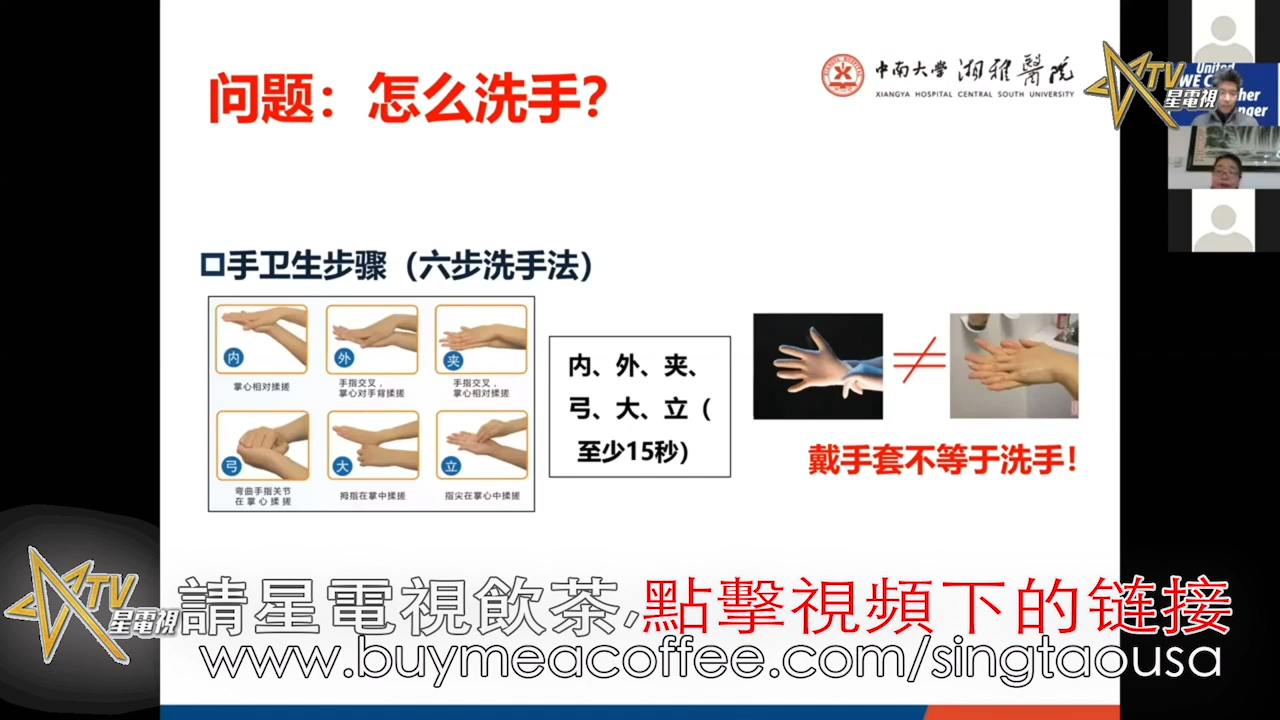 问题：怎么洗手？
中南大学湘雅醫院
XIANGYA HOSPITAL CENTRAL SOUTH UNIVERSITY
TV
星電視
United
WE C
her
nger
手卫生步骤（六步洗手法）
内
外
夹
掌心相对揉搓
手指交叉，
掌心对手背揉搓
手指交叉，
掌心相对揉搓
弓
大
立
弯曲手指关节
在掌心揉搓
拇指在掌中揉搓
指尖在掌心中揉搓
内、外、夹、
弓、大、立（
至少15秒）
≠
戴手套不等于洗手！
TV
星電視
請星電視飲茶,點擊視頻下的链接
www.buymeacoffee.com/singtaousa